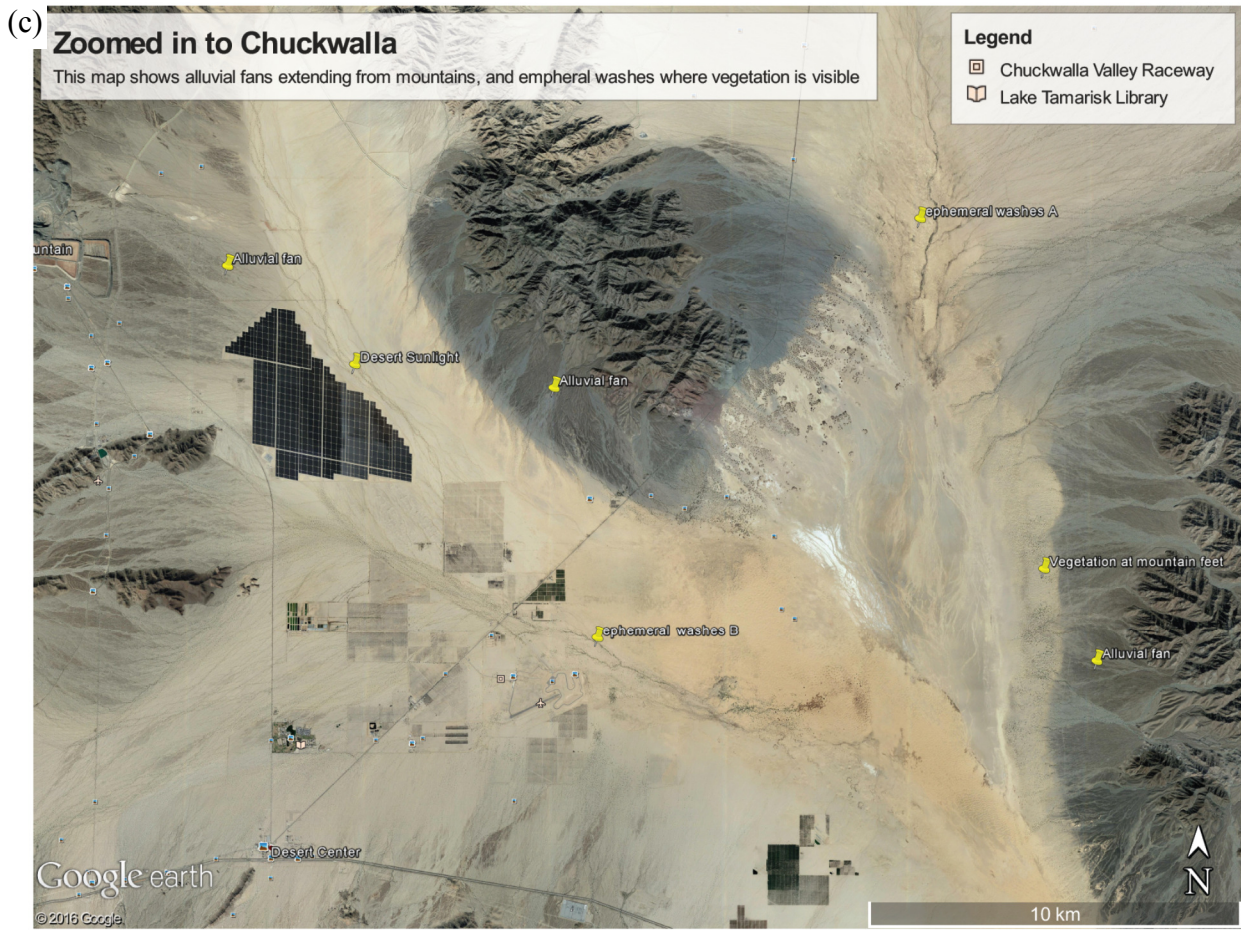 (c)
Zoomed in to Chuckwalla
This map shows alluvial fans extending from mountains, and empheral washes where vegetation is visible
Legend
Chuckwalla Valley Raceway
Lake Tamarisk Library
ephemeral washes A
untain
Alluvial fan
Desert Sunlight
Alluvial fan
Vegetation at mountain feet
ephemeral washes B
Alluvial fan
Desert Center
Google earth
© 2016 Google
N
10 km